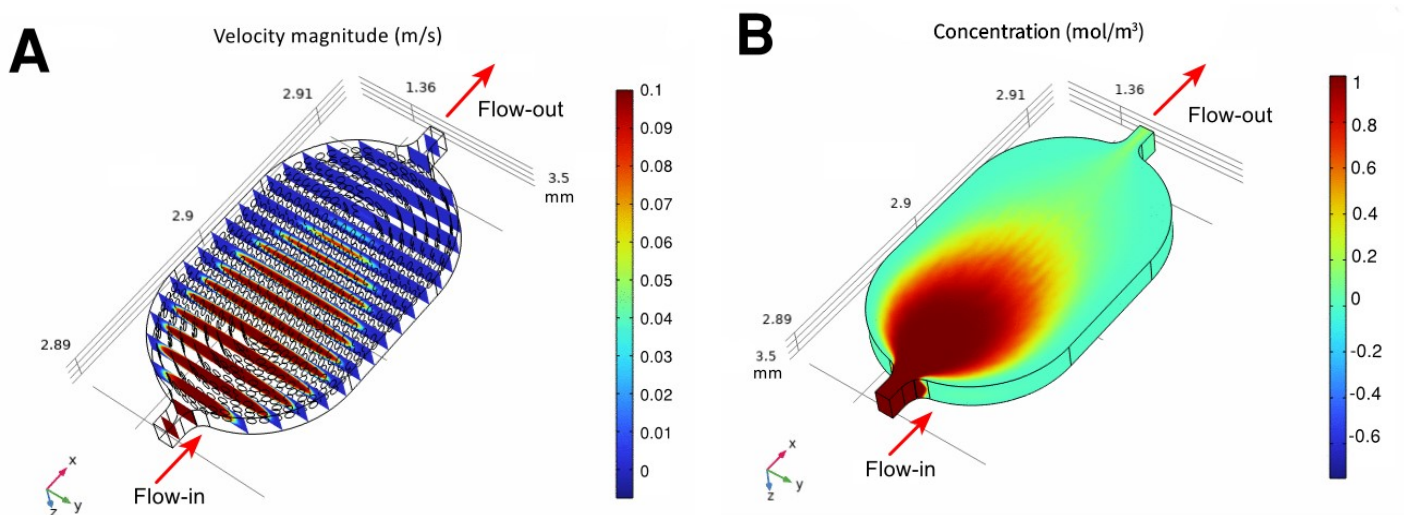 A
Velocity magnitude (m/s)
2.91
1.36
Flow-out
3.5
mm
2.9
2.89
Flow-in
x
y
z
0.1
0.09
0.08
0.07
0.06
0.05
0.04
0.03
0.02
0.01
0
B
Concentration (mol/m³)
2.91
1.36
Flow-out
2.9
2.89
3.5
mm
Flow-in
x
y
z
1
0.8
0.6
0.4
0.2
0
-0.2
-0.4
-0.6